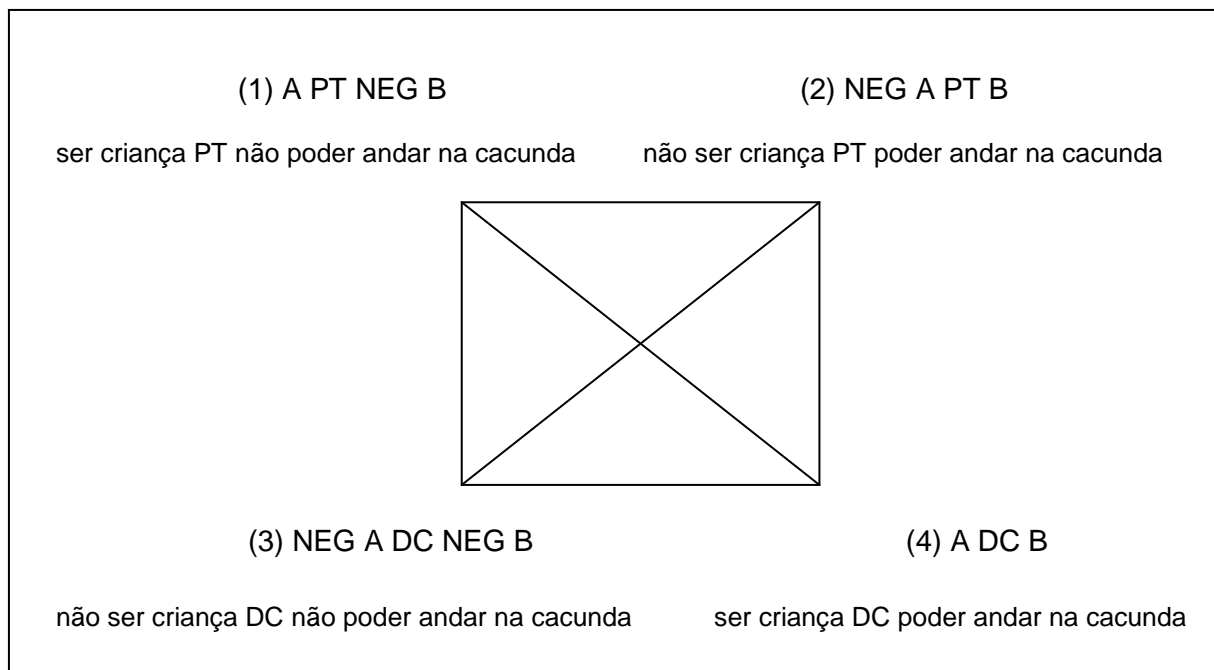 (1) A PT NEG B
(2) NEG A PT B
ser criança PT não poder andar na cacunda
não ser criança PT poder andar na cacunda
(3) NEG A DC NEG B
(4) A DC B
não ser criança DC não poder andar na cacunda
ser criança DC poder andar na cacunda